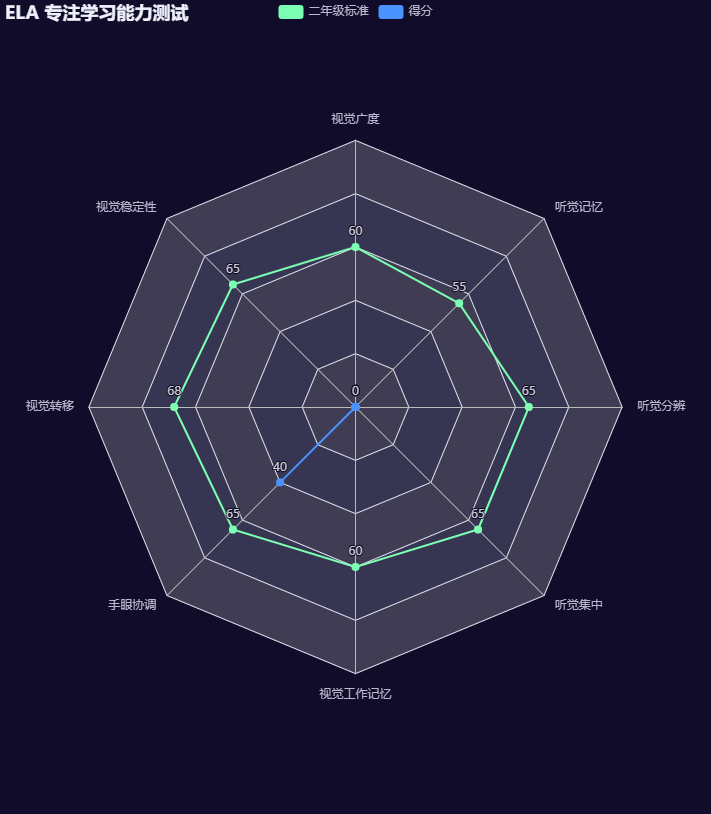 ELA 专注学习能力测试
二年级标准
得分
视觉广度
视觉稳定性
听觉记忆
60
65
55
视觉转移
68
0
65
听觉分辨
40
65
65
60
手眼协调
听觉集中
视觉工作记忆